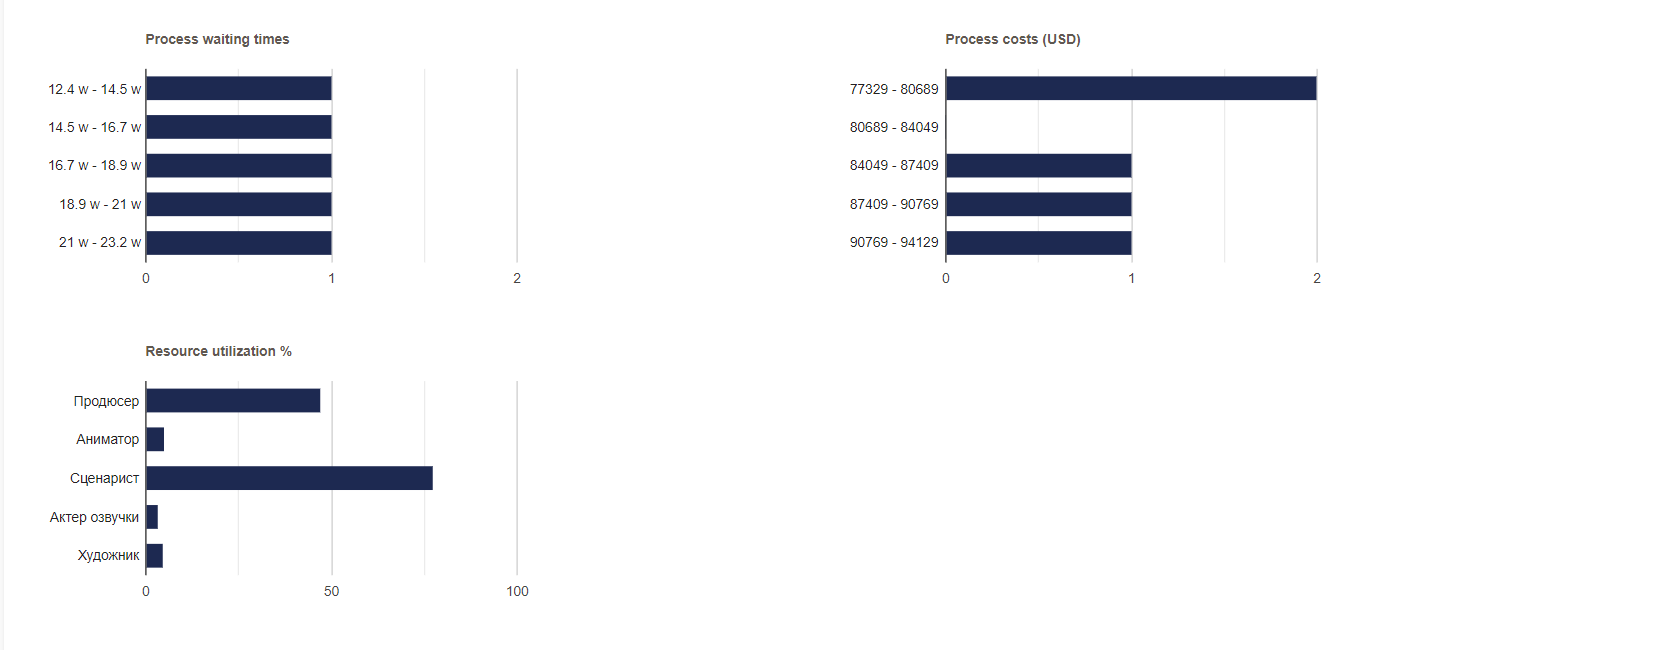 Process waiting times
12.4 w - 14.5 w
14.5 w - 16.7 w
16.7 w - 18.9 w
18.9 w - 21 w
21 w - 23.2 w
0 1 2
Process costs (USD)
77329 - 80689
80689 - 84049
84049 - 87409
87409 - 90769
90769 - 94129
0 1 2
Resource utilization %
Продюсер
Аниматор
Сценарист
Актер озвучки
Художник
0 50 100